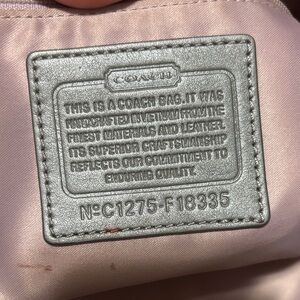 COACH
THIS IS A COACH BAG. IT WAS
HANDCRAFTED IN VIETNAM FROM THE
FINEST MATERIALS AND LEATHER.
ITS SUPERIOR CRAFTSMANSHIP
REFLECTS OUR COMMITMENT TO
ENDURING QUALITY.
NºC1275-F18335